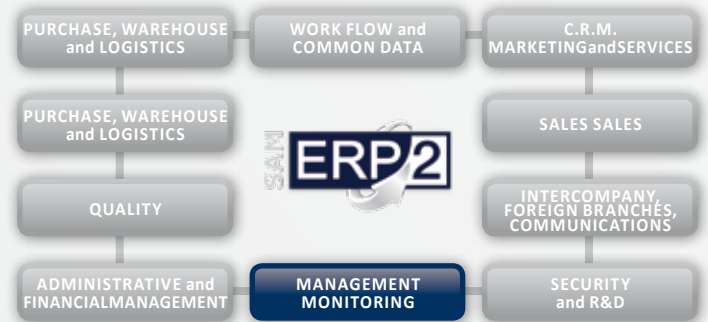 PURCHASE, WAREHOUSE
and LOGISTICS
WORK FLOW and
COMMON DATA
C.R.M.
MARKETINGandSERVICES
PURCHASE, WAREHOUSE
and LOGISTICS
SAM
ERP2
SALES SALES
QUALITY
INTERCOMPANY,
FOREIGN BRANCHES,
COMMUNICATIONS
ADMINISTRATIVE and
FINANCIALMANAGEMENT
MANAGEMENT
MONITORING
SECURITY
and R&D